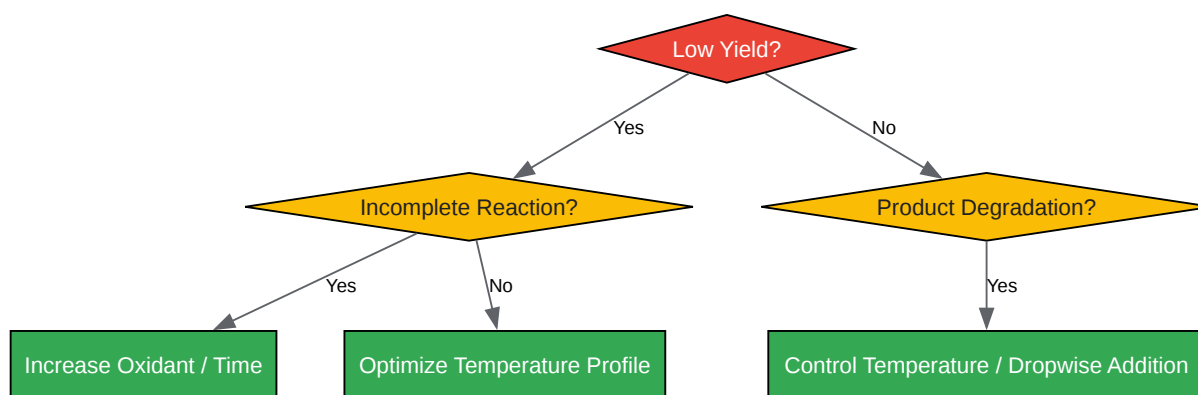 Low Yield?
Yes
No
Incomplete Reaction?
Product Degradation?
Yes
No
Yes
Increase Oxidant / Time
Optimize Temperature Profile
Control Temperature / Dropwise Addition